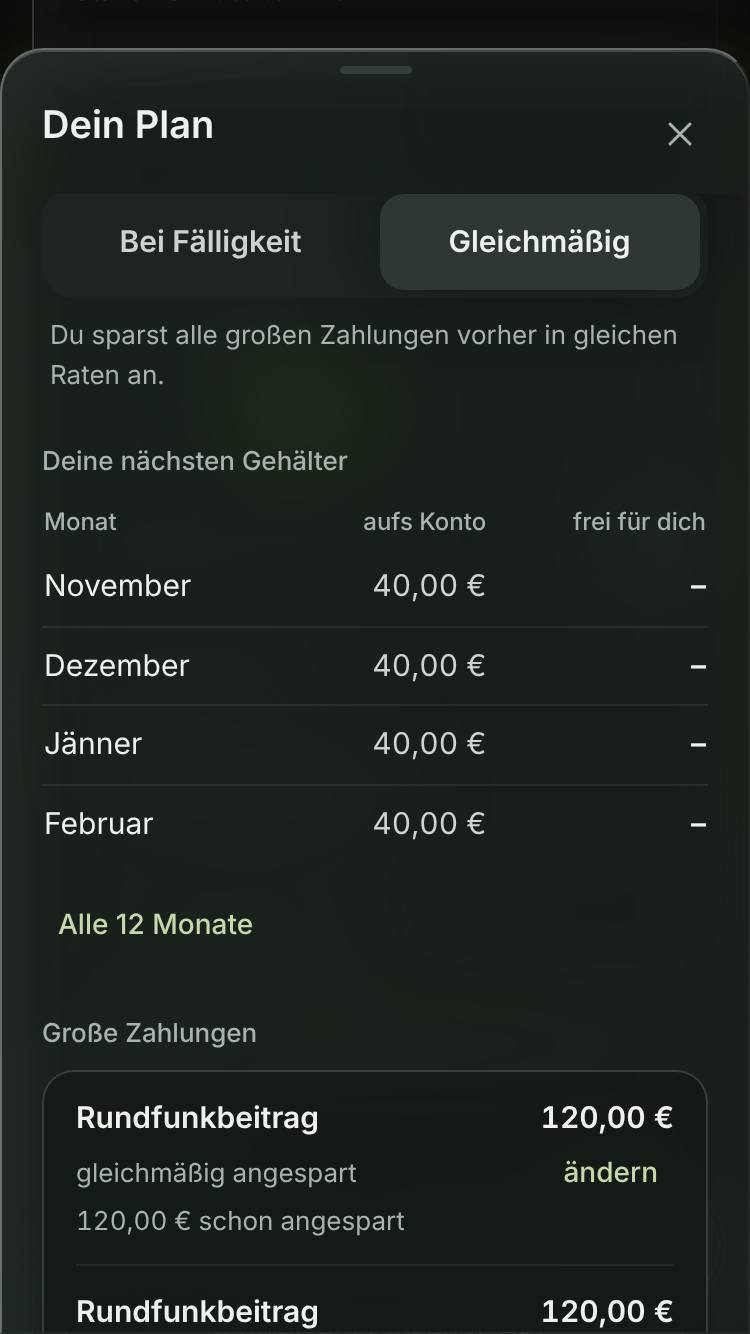 Dein Plan
Bei Fälligkeit
Gleichmäßig
Du sparst alle großen Zahlungen vorher in gleichen
Raten an.
Deine nächsten Gehälter
Monat aufs Konto frei für dich
November 40,00 € –
Dezember 40,00 € –
Jänner 40,00 € –
Februar 40,00 € –
Alle 12 Monate
Große Zahlungen
Rundfunkbeitrag 120,00 €
gleichmäßig angespart ändern
120,00 € schon angespart
Rundfunkbeitrag 120,00 €